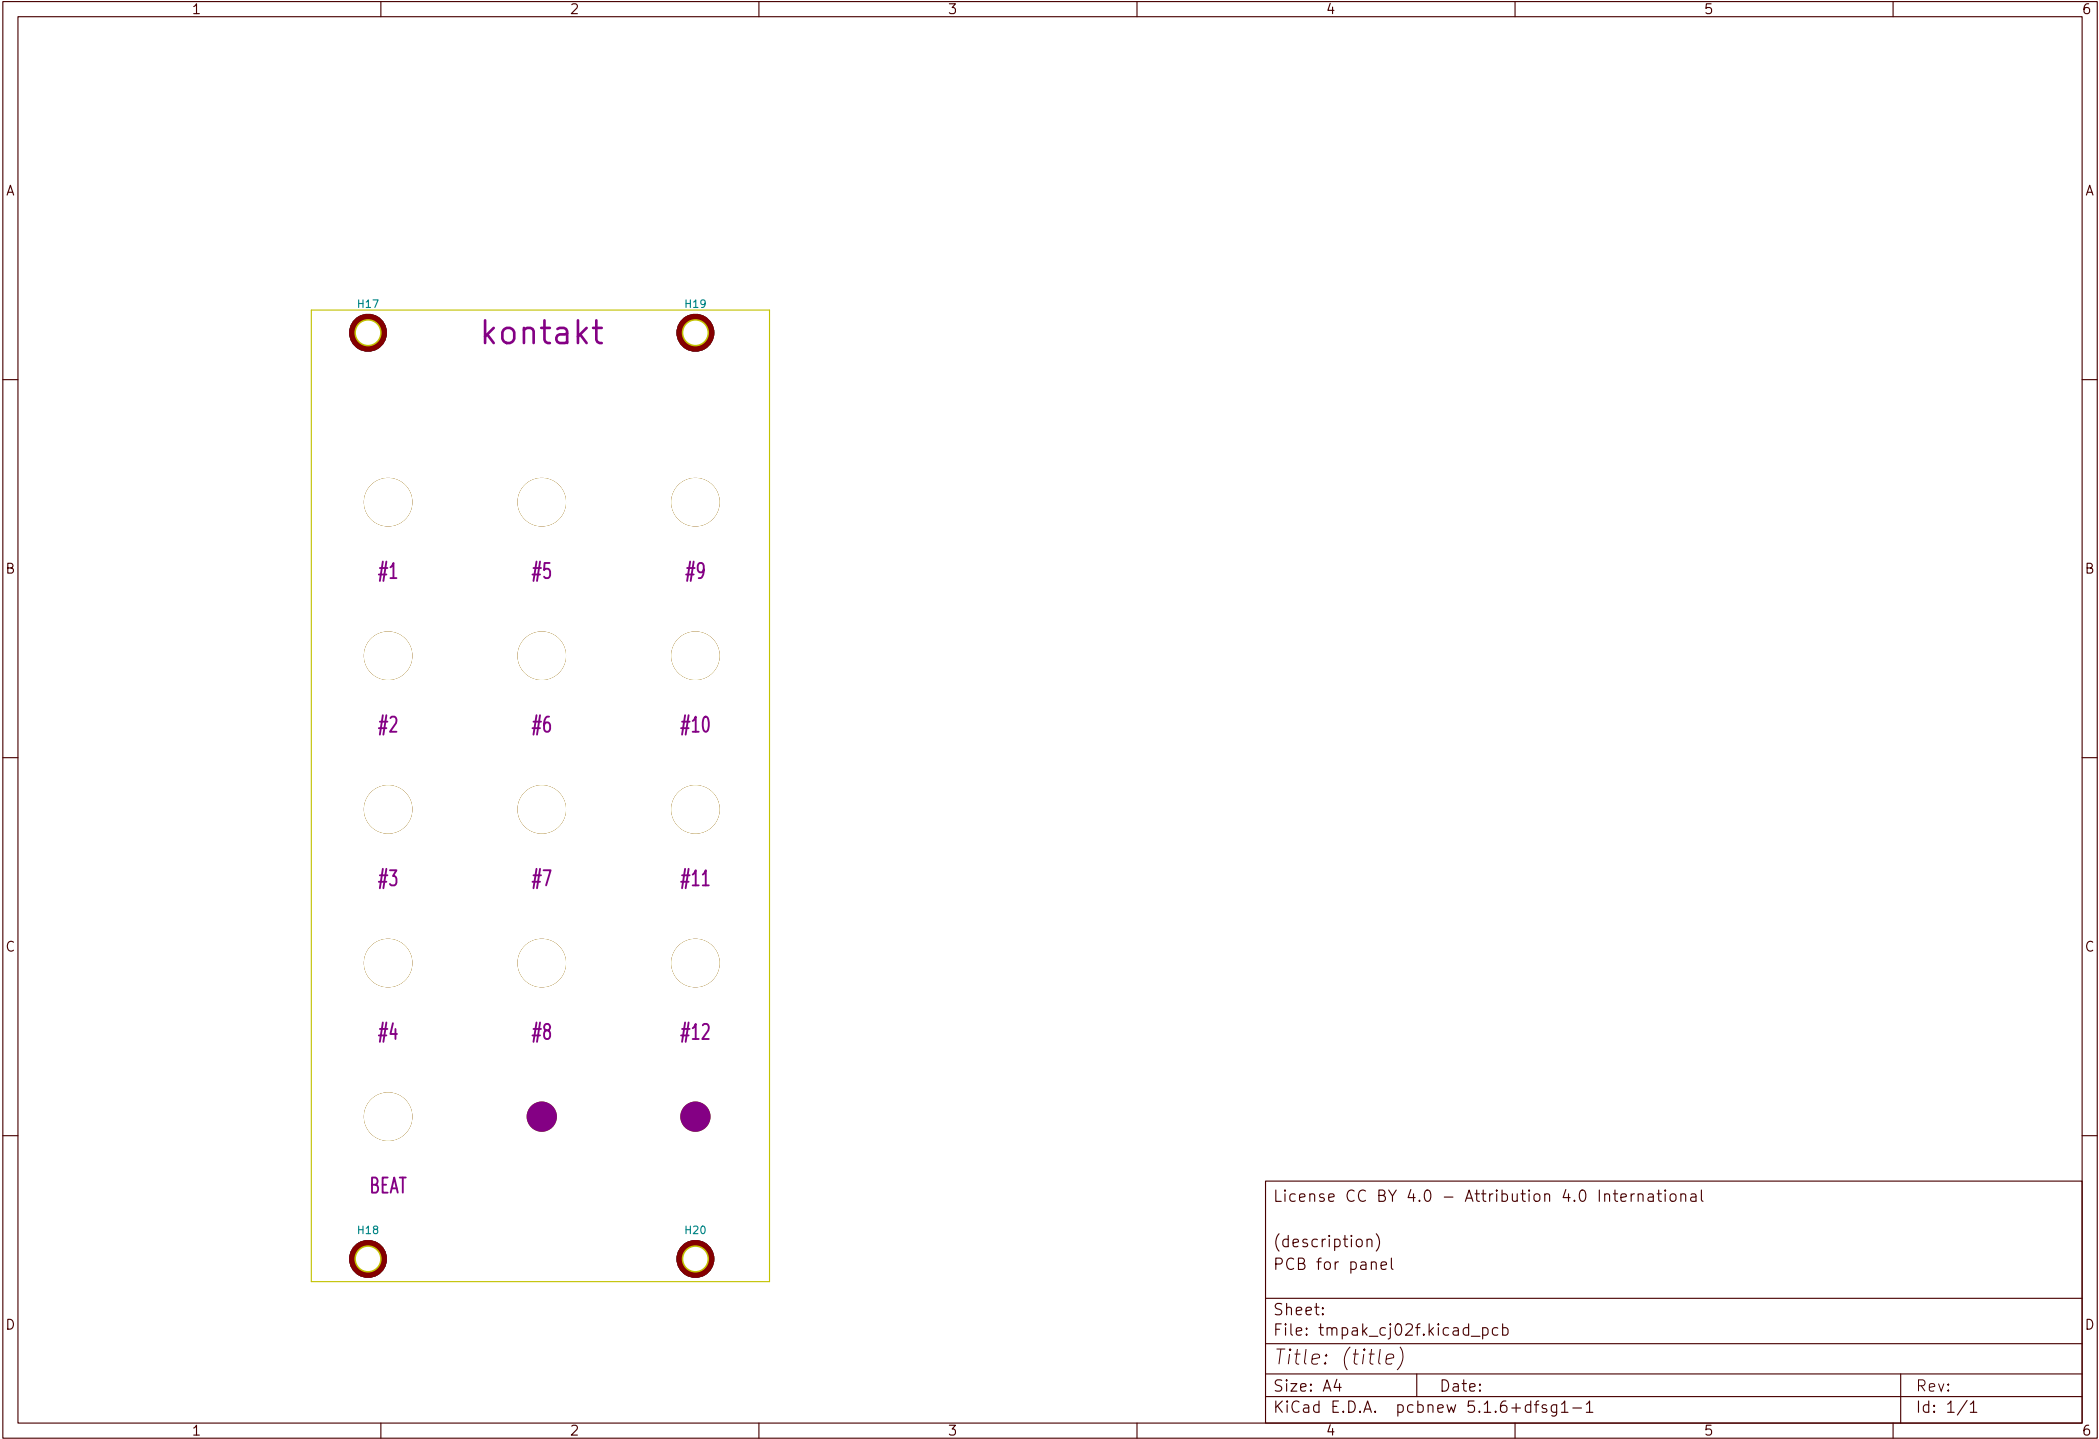 1 2 3 4 5 6
A A
H17 H19
kontakt
B B
#1 #5 #9
#2 #6 #10
#3 #7 #11
C C
#4 #8 #12
BEAT
License CC BY 4.0 - Attribution 4.0 International
H18 H20
(description)
PCB for panel
Sheet:
D D
File: tmpak_cj02f.kicad_pcb
Title: (title)
Size: A4 Date: Rev:
KiCad E.D.A. pcbnew 5.1.6+dfsg1-1 Id: 1/1
1 2 3 4 5 6